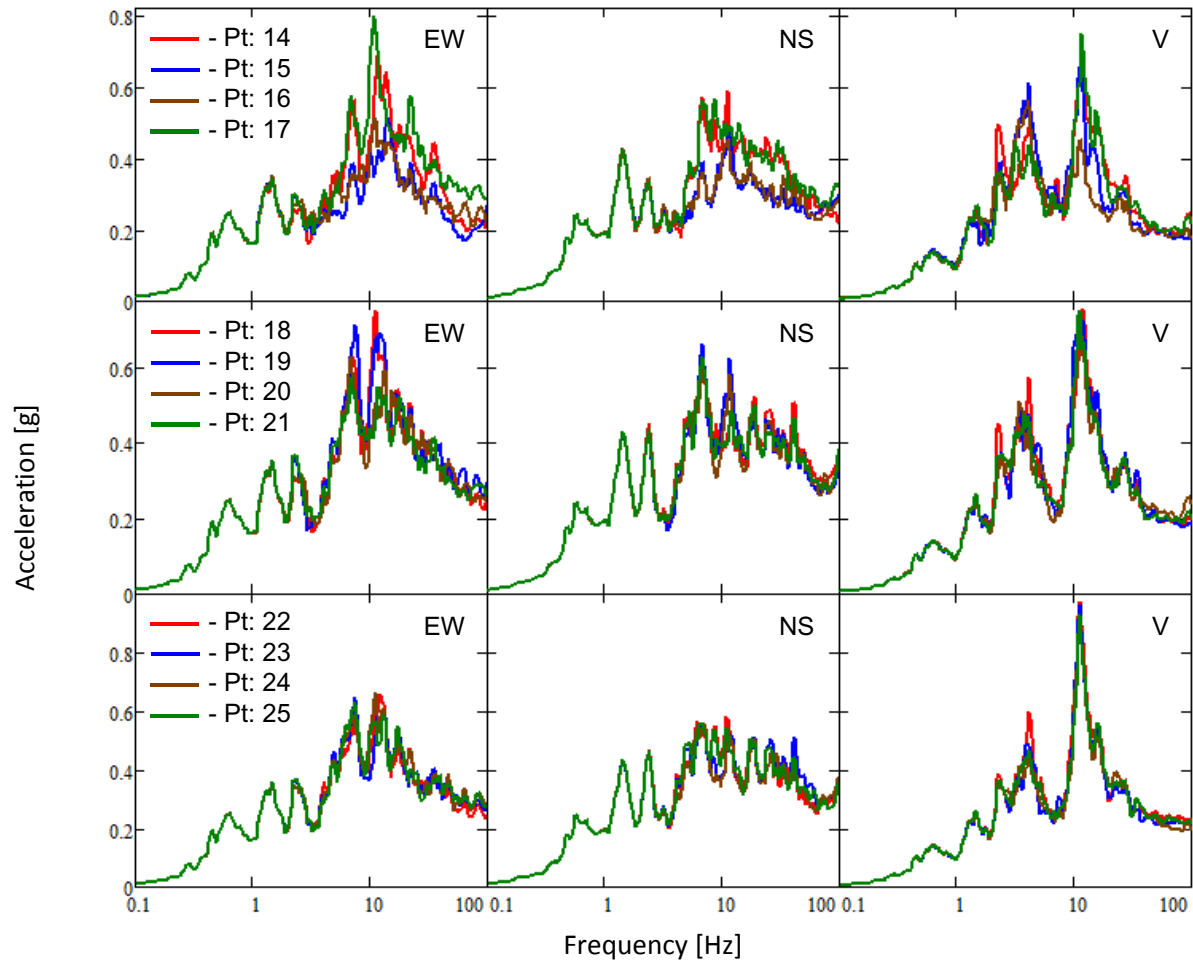 0.8
0.6
0.4
0.2
0
- Pt: 14
- Pt: 15
- Pt: 16
- Pt: 17
EW
NS
V
0.6
0.4
0.2
0
- Pt: 18
- Pt: 19
- Pt: 20
- Pt: 21
EW
NS
V
0.8
0.6
0.4
0.2
0
- Pt: 22
- Pt: 23
- Pt: 24
- Pt: 25
EW
NS
V
0.1 1 10 100 0.1 1 10 100 0.1 1 10 100
Acceleration [g]
Frequency [Hz]